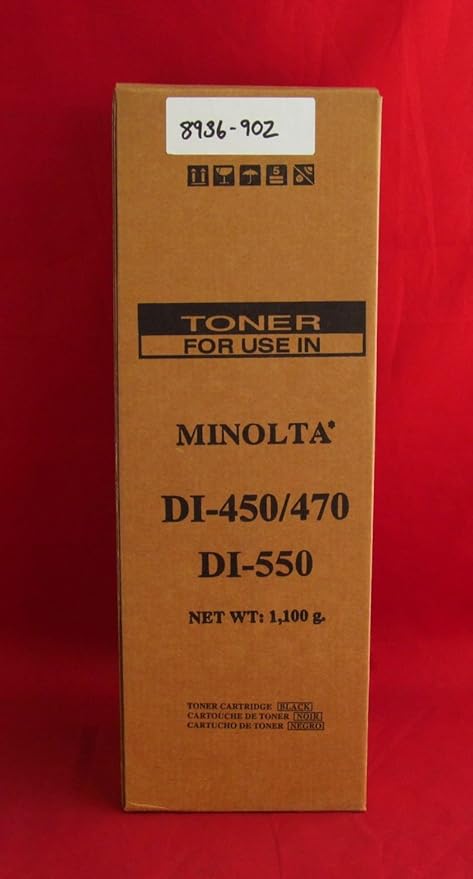 8936-902
5
TONER
FOR USE IN
MINOLTA*
DI-450/470
DI-550
NET WT: 1,100 g.
TONER CARTRIDGE BLACK
CARTOUCHE DE TONER NOIR
CARTUCHO DE TONER NEGRO